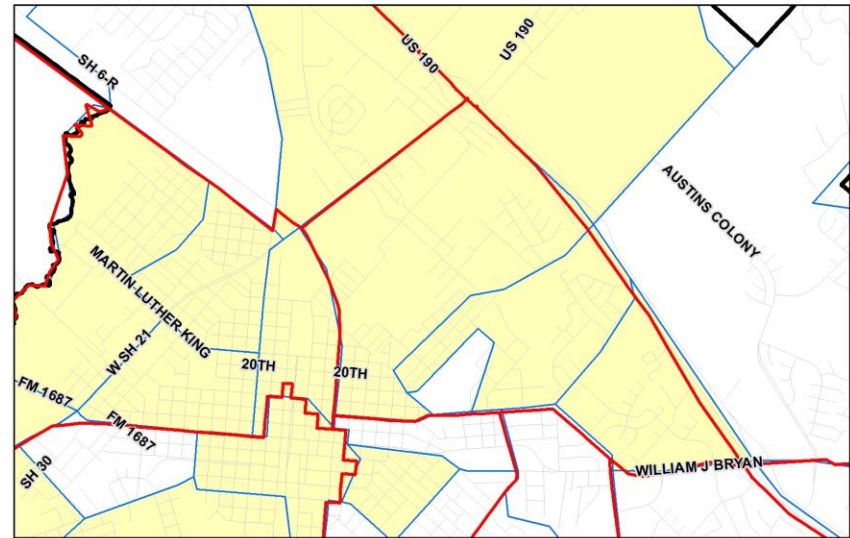 US 190
US 190
SH 6-R
AUSTINS COLONY
MARTIN LUTHER KING
W SH 21
20TH
20TH
FM 1687
FM 1687
SH 30
WILLIAM J BRYAN